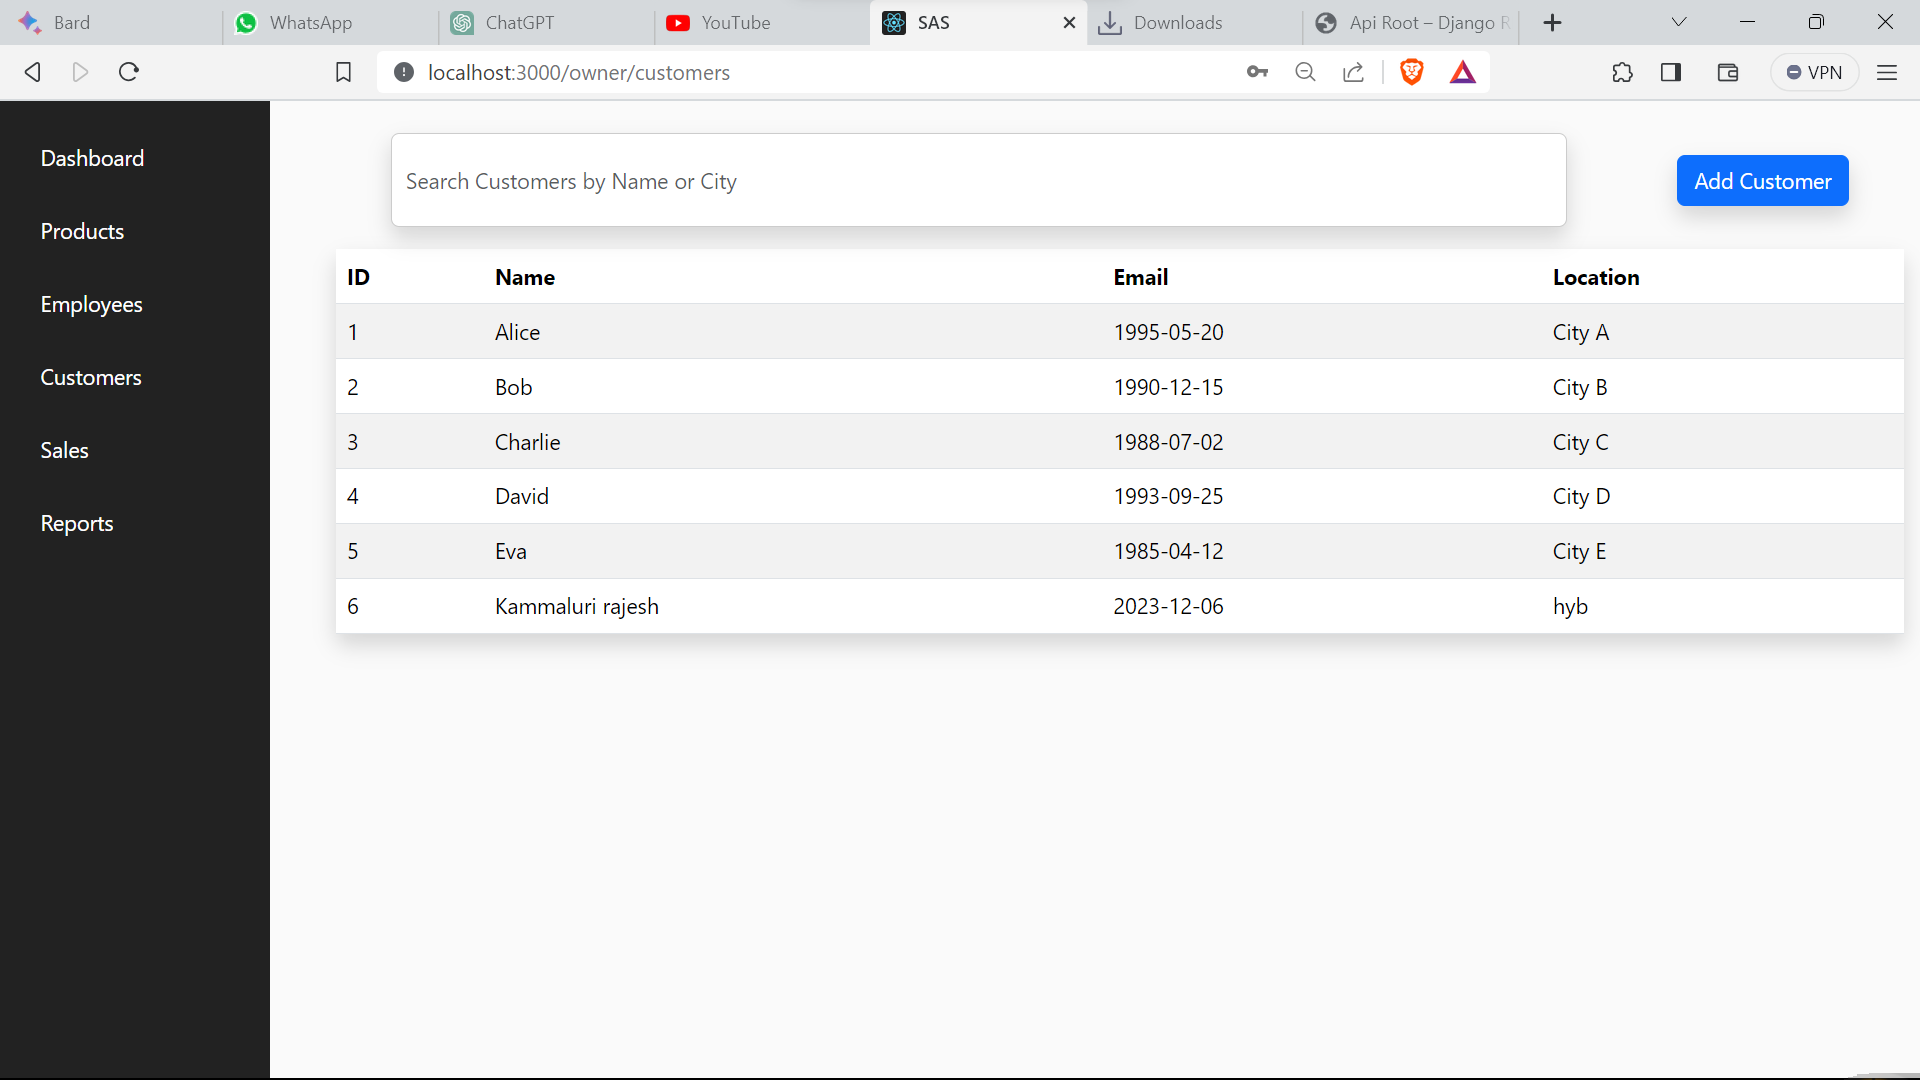 Bard WhatsApp ChatGPT YouTube SAS Downloads Api Root – Django R
localhost:3000/owner/customers VPN
Dashboard
Products
Employees
Customers
Sales
Reports
Search Customers by Name or City
Add Customer
ID Name Email Location
1 Alice 1995-05-20 City A
2 Bob 1990-12-15 City B
3 Charlie 1988-07-02 City C
4 David 1993-09-25 City D
5 Eva 1985-04-12 City E
6 Kammaluri rajesh 2023-12-06 hyb